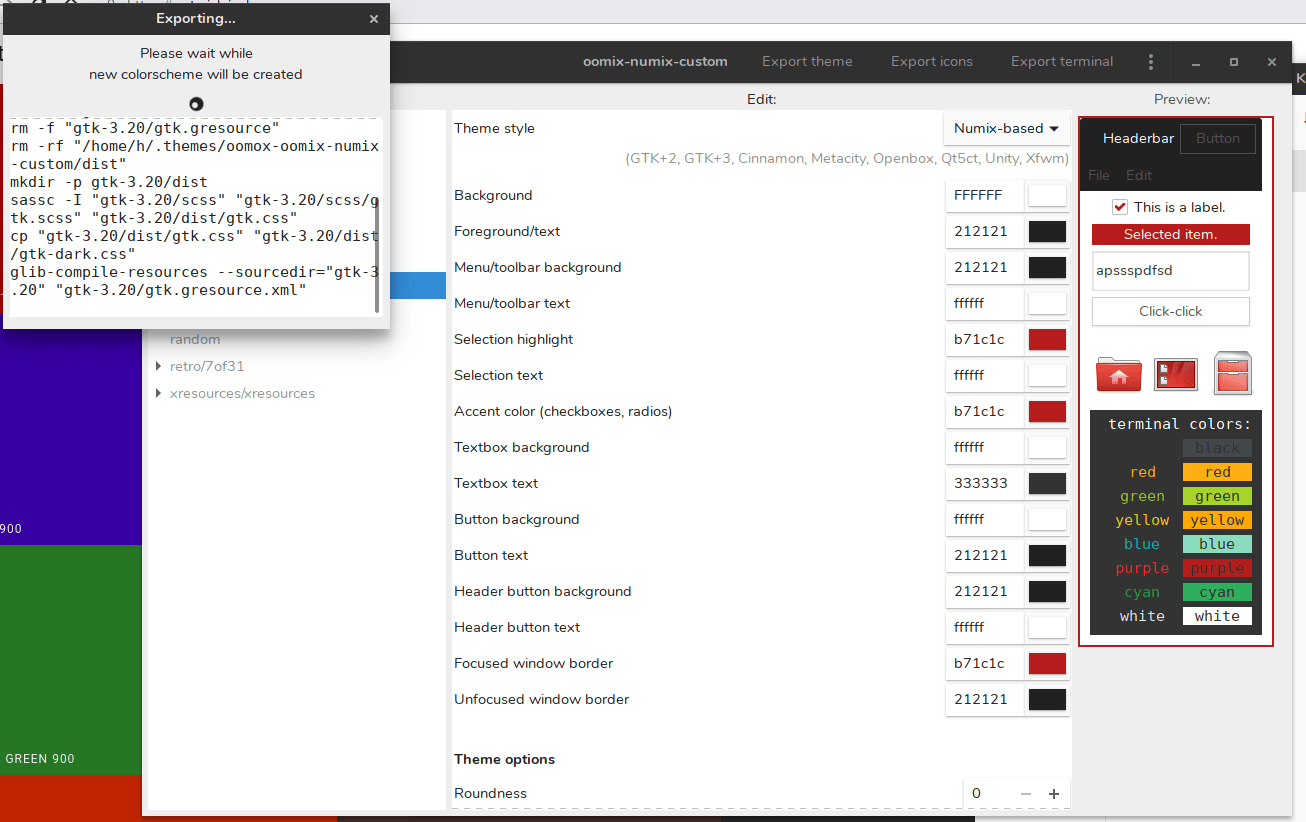 Exporting...
Please wait while
new colorscheme will be created
rm -f "gtk-3.20/gtk.gresource"
rm -rf "/home/h/.themes/oomox-oomix-numix
-custom/dist"
mkdir -p gtk-3.20/dist
sassc -I "gtk-3.20/scss" "gtk-3.20/scss/g
tk.scss" "gtk-3.20/dist/gtk.css"
cp "gtk-3.20/dist/gtk.css" "gtk-3.20/dist
/gtk-dark.css"
glib-compile-resources --sourcedir="gtk-3
.20" "gtk-3.20/gtk.gresource.xml"
oomix-numix-custom
Export theme
Export icons
Export terminal
random
retro/7of31
xresources/xresources
900
GREEN 900
Edit:
Theme style
Numix-based
(GTK+2, GTK+3, Cinnamon, Metacity, Openbox, Qt5ct, Unity, Xfwm)
Background FFFFFF
Foreground/text 212121
Menu/toolbar background 212121
Menu/toolbar text ffffff
Selection highlight b71c1c
Selection text ffffff
Accent color (checkboxes, radios) b71c1c
Textbox background ffffff
Textbox text 333333
Button background ffffff
Button text 212121
Header button background 212121
Header button text ffffff
Focused window border b71c1c
Unfocused window border 212121
Theme options
Roundness 0
Preview:
Headerbar Button
File Edit
This is a label.
Selected item.
apssspdfsd
Click-click
terminal colors:
black
red red
green green
yellow yellow
blue blue
purple purple
cyan cyan
white white